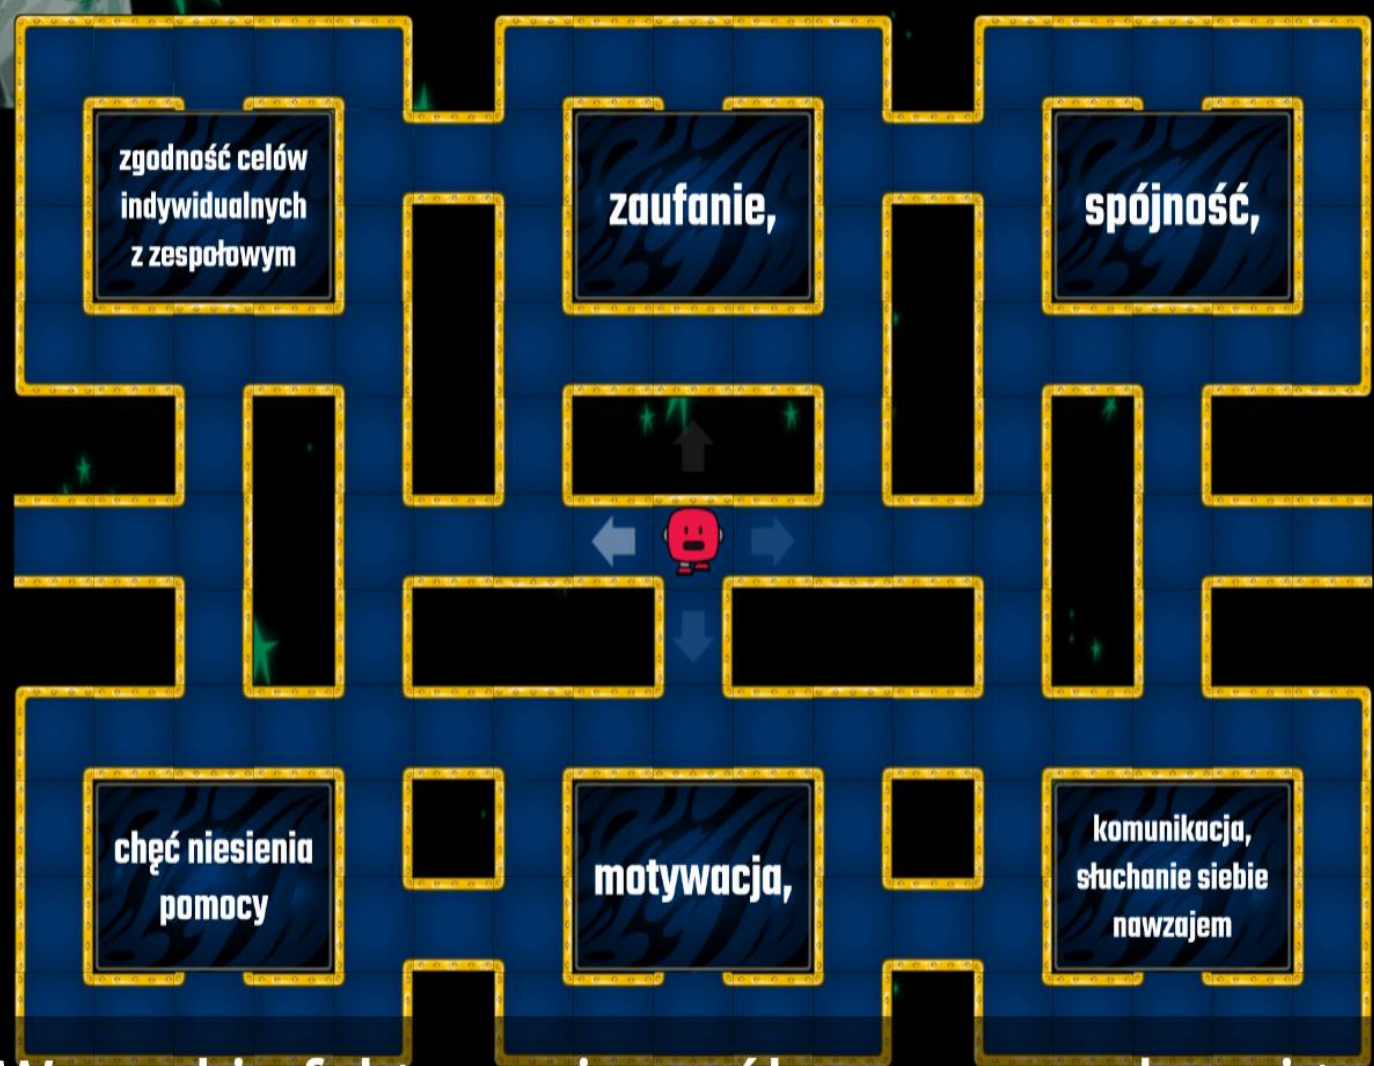 zgodność celów
indywidualnych
z zespołowym
zaufanie,
spójność,
chęć niesienia
pomocy
motywacja,
komunikacja,
słuchanie siebie
nawzajem